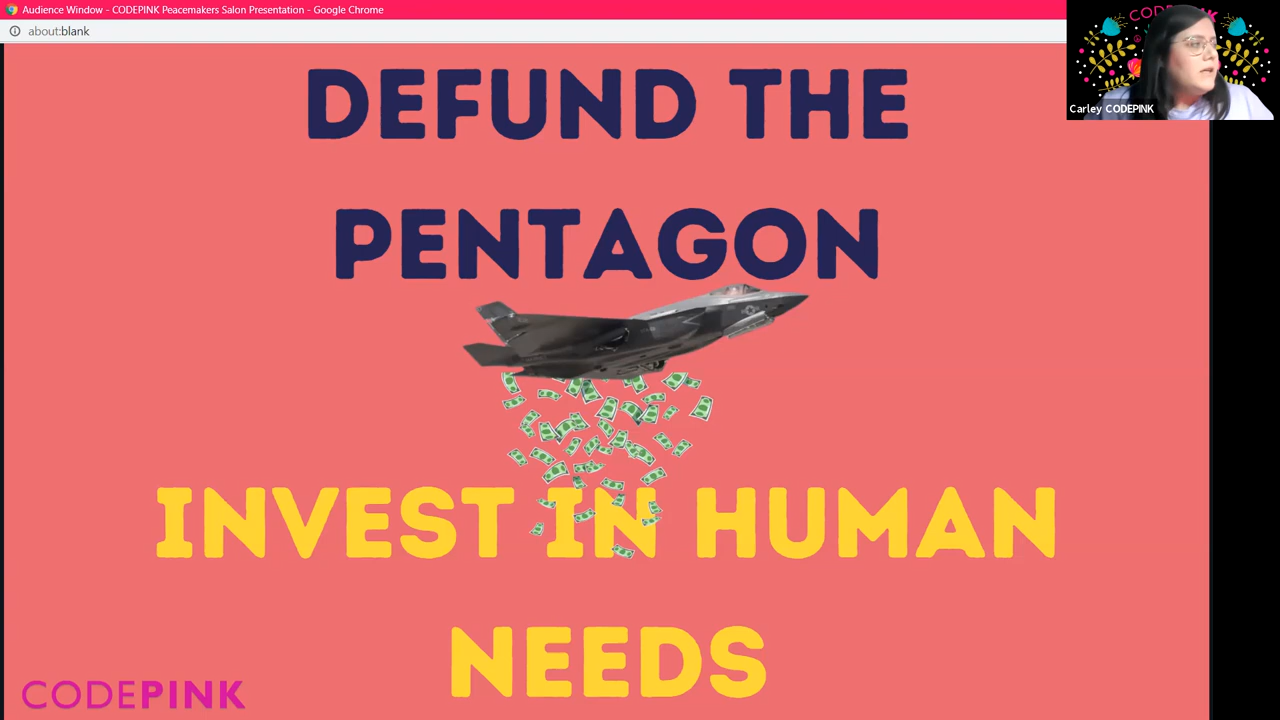 Audience Window - CODEPINK Peacemakers Salon Presentation - Google Chrome
about:blank
CODEPINK
Carley CODEPINK
DEFUND THE
PENTAGON
INVEST IN HUMAN
NEEDS
CODEPINK